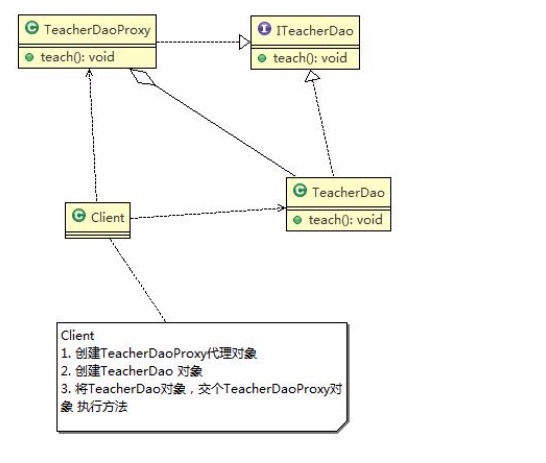 TeacherDaoProxy
teach(): void
ITeacherDao
teach(): void
TeacherDao
teach(): void
Client
Client
1. 创建TeacherDaoProxy代理对象
2. 创建TeacherDao 对象
3. 将TeacherDao对象，交个TeacherDaoProxy对
象 执行方法